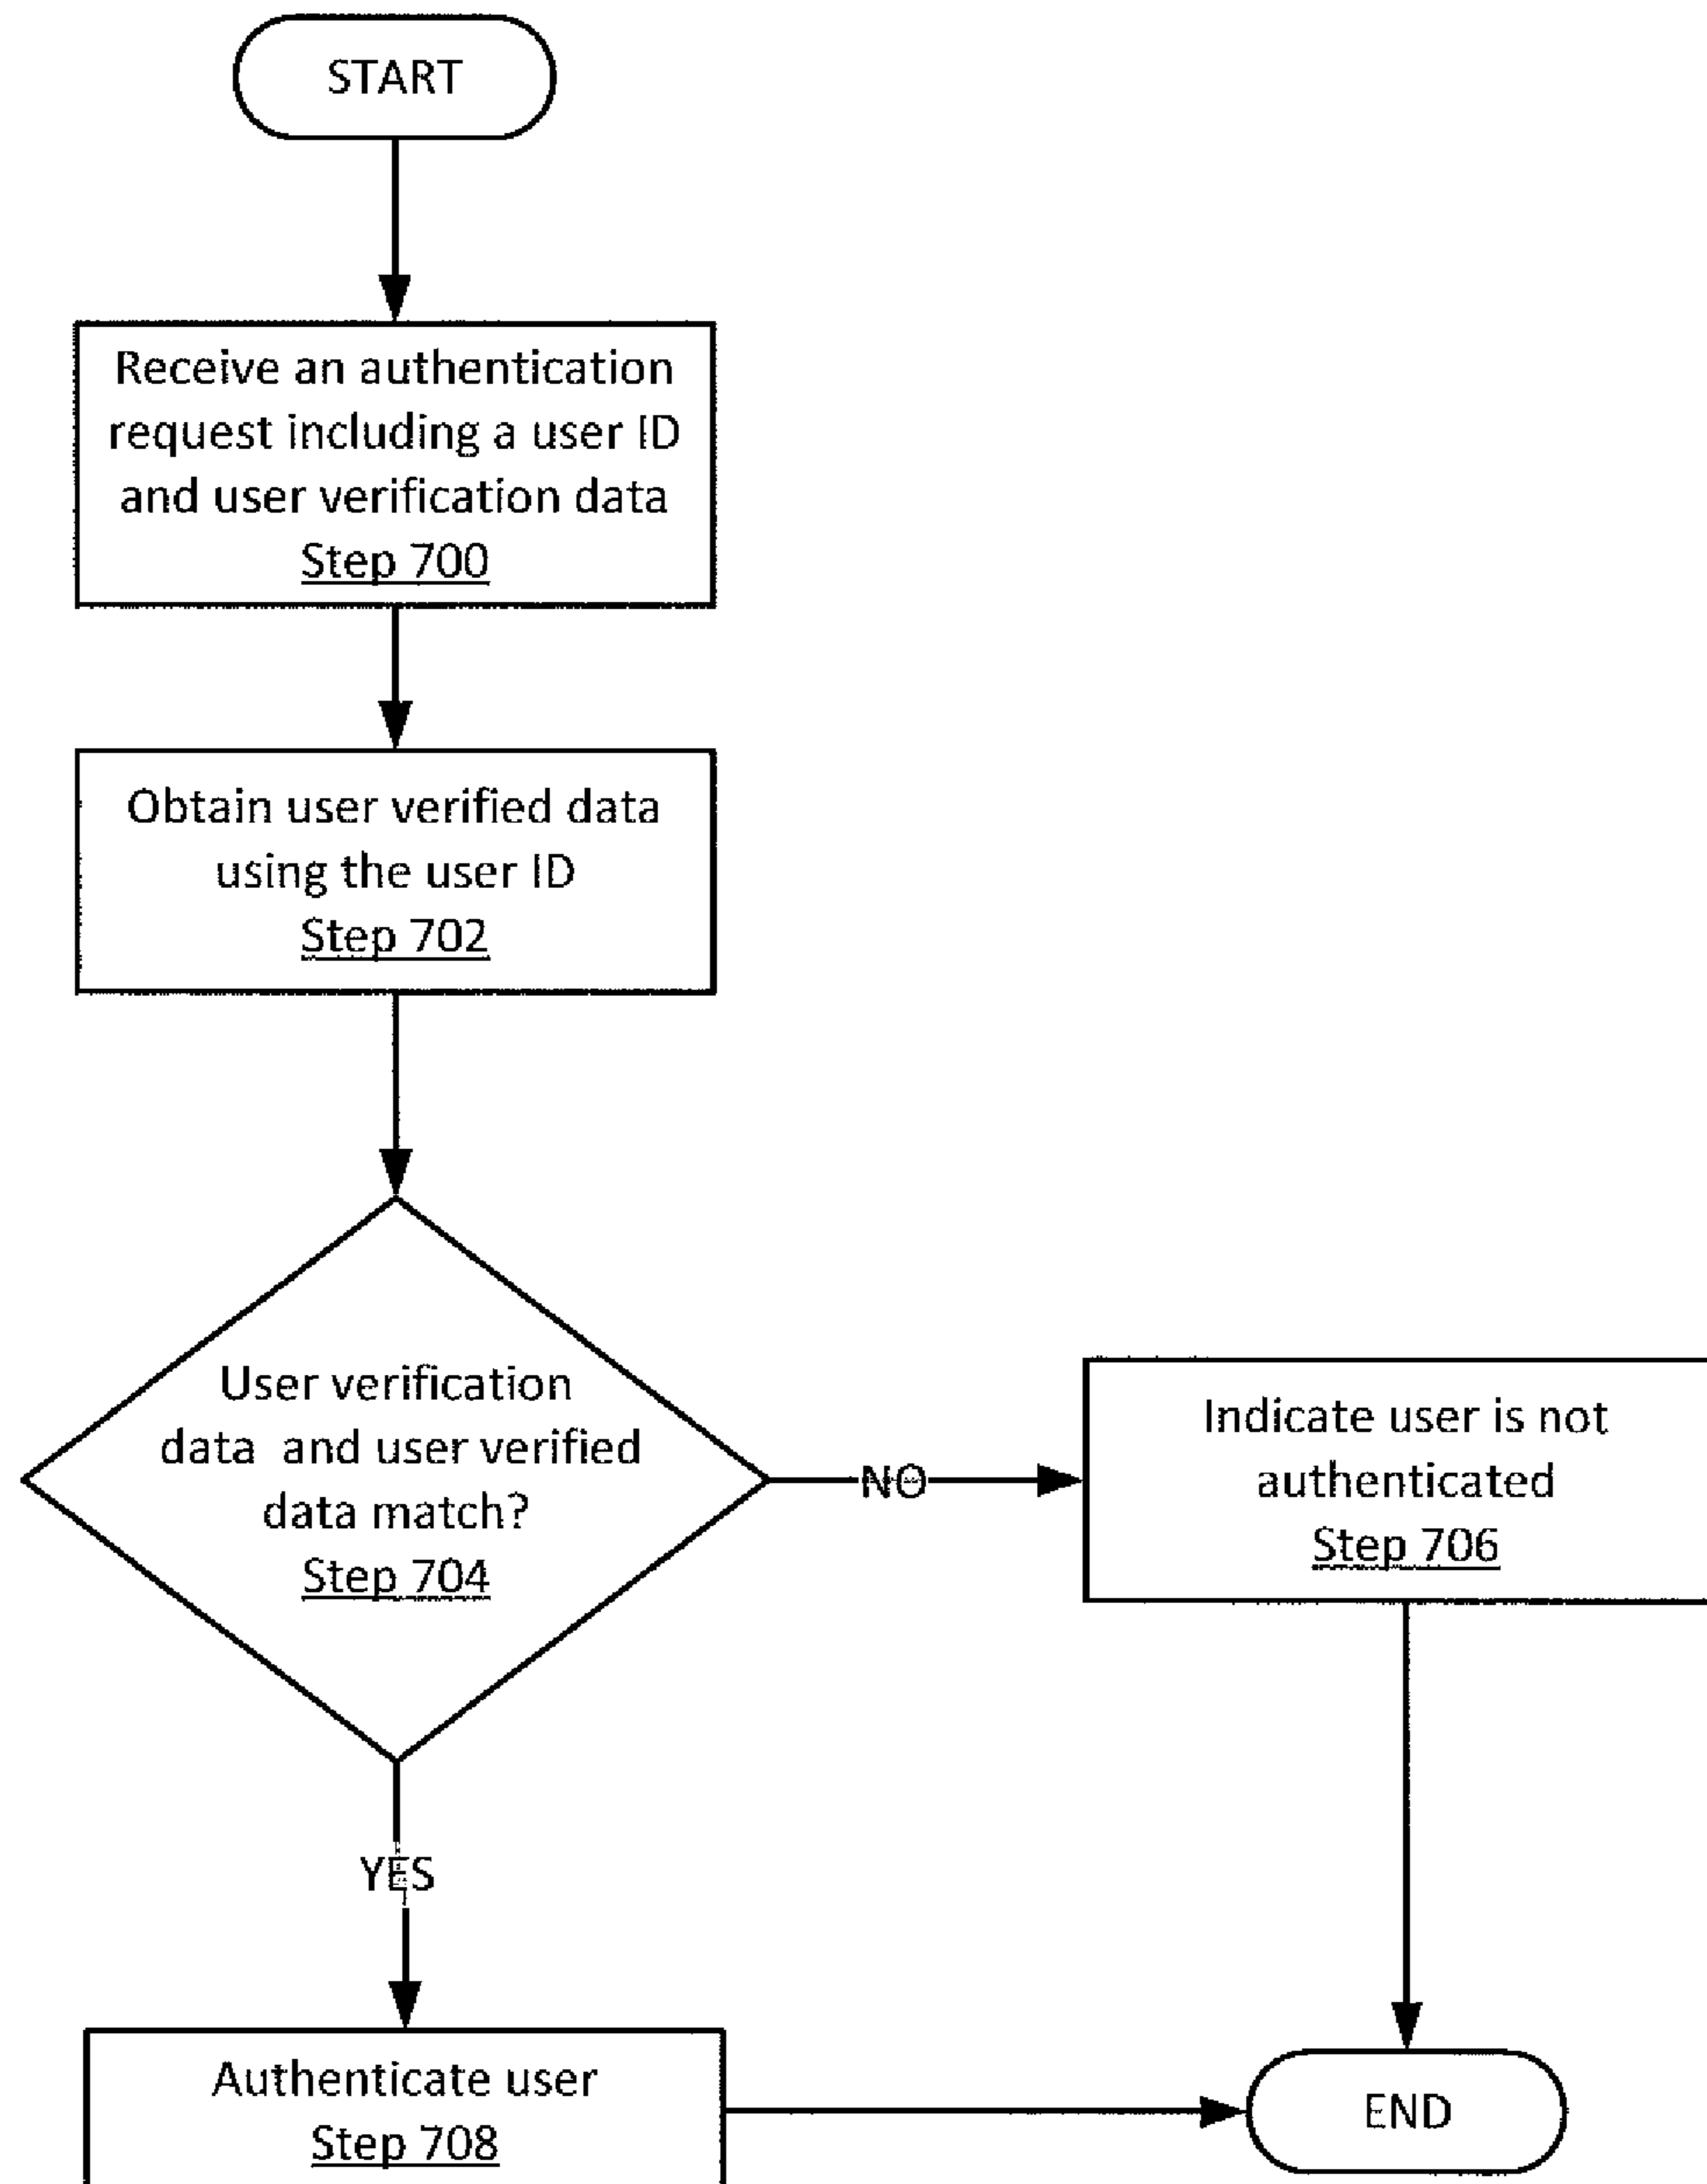 START
Receive an authentication
request including a user ID
and user verification data
Step 700
Obtain user verified data
using the user ID
Step 702
User verification
data and user verified
data match?
Step 704
NO
Indicate user is not
authenticated
Step 706
YES
Authenticate user
Step 708
END